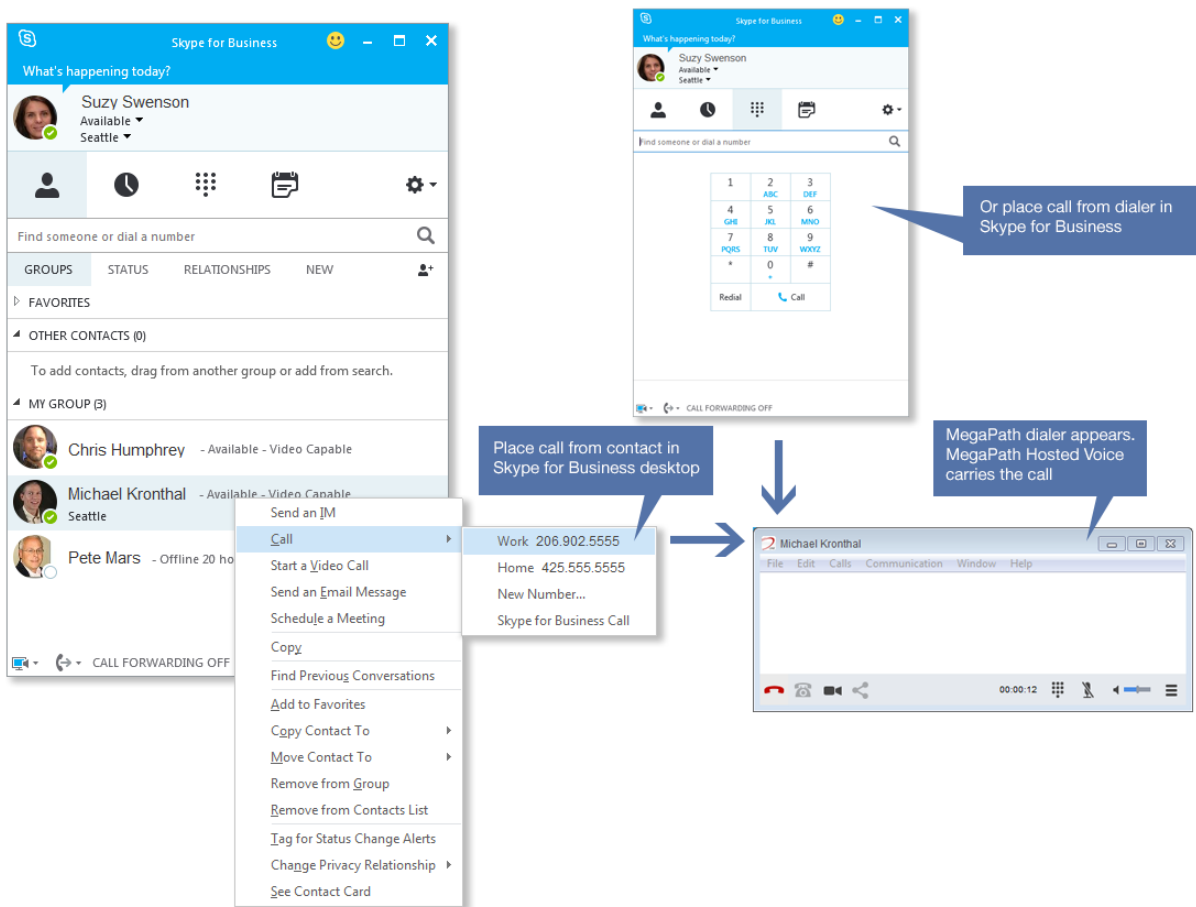 Skype for Business
What's happening today?
Suzy Swenson
Available
Seattle
Find someone or dial a number
GROUPS STATUS RELATIONSHIPS NEW
FAVORITES
OTHER CONTACTS (0)
To add contacts, drag from another group or add from search.
MY GROUP (3)
Chris Humphrey - Available - Video Capable
Michael Kronthal - Available - Video Capable
Seattle
Pete Mars - Offline 20 ho
CALL FORWARDING OFF
Send an IM
Call
Start a Video Call
Send an Email Message
Schedule a Meeting
Copy
Find Previous Conversations
Add to Favorites
Copy Contact To
Move Contact To
Remove from Group
Remove from Contacts List
Tag for Status Change Alerts
Change Privacy Relationship
See Contact Card
Work 206.902.5555
Home 425.555.5555
New Number...
Skype for Business Call
Place call from contact in
Skype for Business desktop
Skype for Business
What's happening today?
Suzy Swenson
Available
Seattle
Find someone or dial a number
1 2 3
ABC DEF
4 5 6
GHI JKL MNO
7 8 9
PQRS TUV WXYZ
* 0 #
+
Redial Call
CALL FORWARDING OFF
Or place call from dialer in
Skype for Business
MegaPath dialer appears.
MegaPath Hosted Voice
carries the call
Michael Kronthal
File Edit Calls Communication Window Help
00:00:12